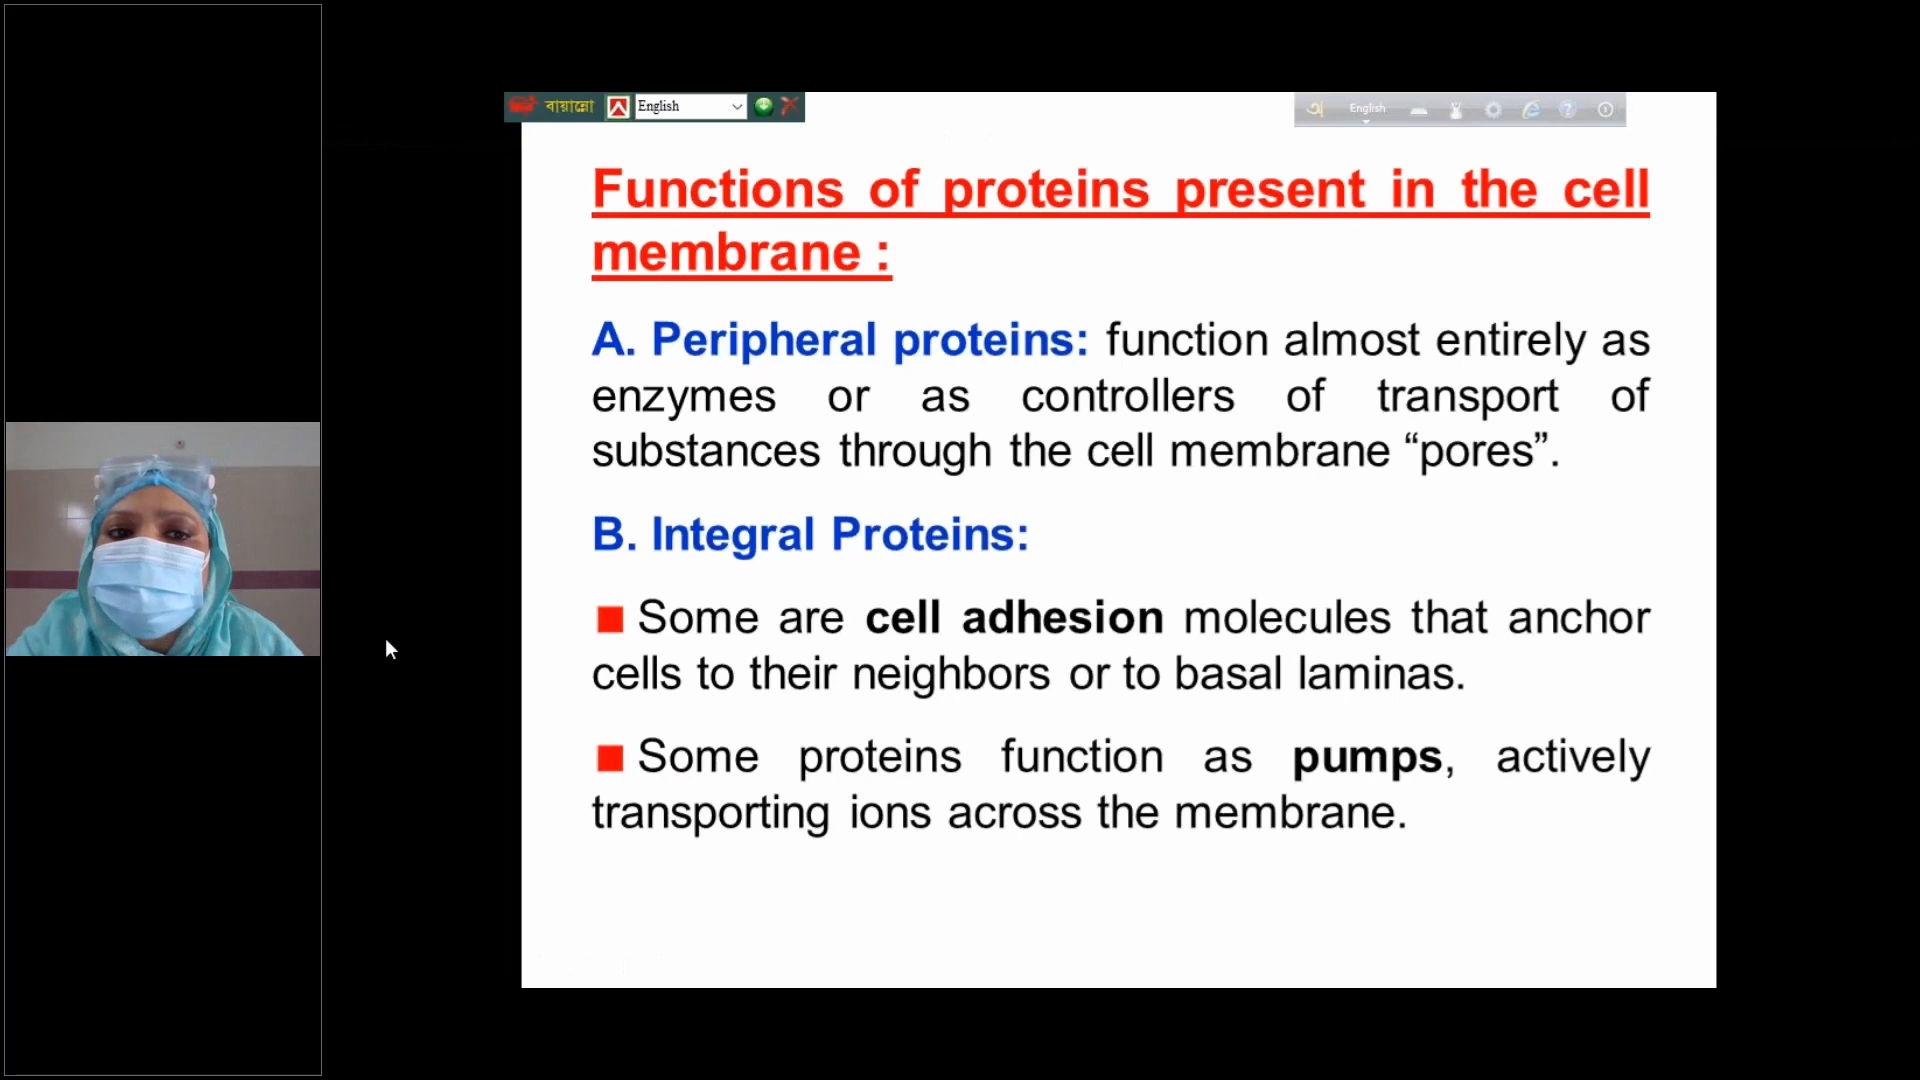 বায়ান্নো English
English
Functions of proteins present in the cell
membrane :
A. Peripheral proteins: function almost entirely as
enzymes or as controllers of transport of
substances through the cell membrane “pores”.
B. Integral Proteins:
Some are cell adhesion molecules that anchor
cells to their neighbors or to basal laminas.
Some proteins function as pumps, actively
transporting ions across the membrane.